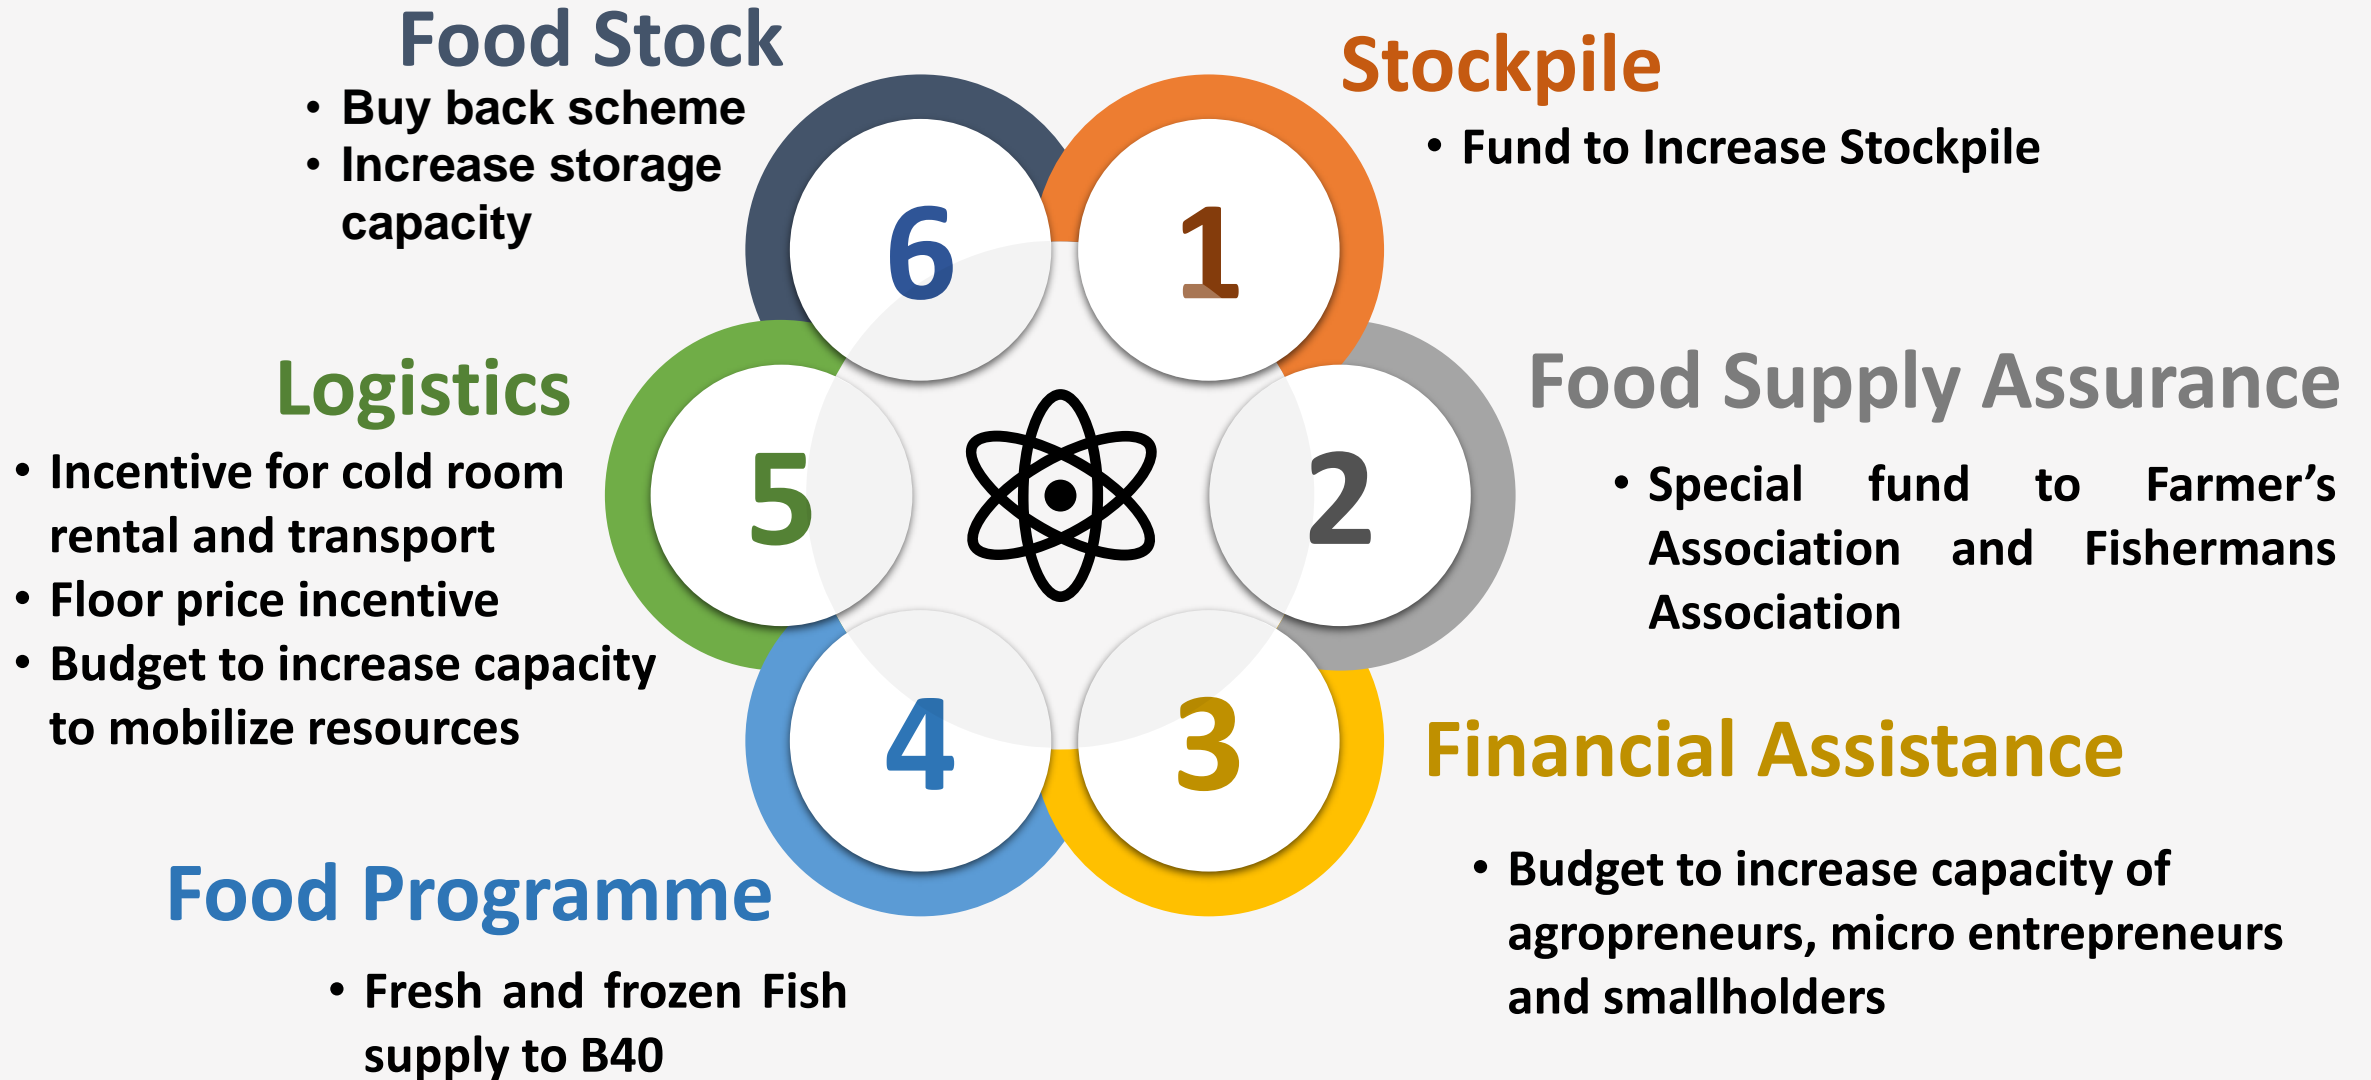 Food Stock
• Buy back scheme
• Increase storage
capacity
6
1
Stockpile
• Fund to Increase Stockpile
2
Food Supply Assurance
• Special fund to Farmer’s
Association and Fishermans
Association
3
Financial Assistance
• Budget to increase capacity of
agropreneurs, micro entrepreneurs
and smallholders
4
Food Programme
• Fresh and frozen Fish
supply to B40
5
Logistics
• Incentive for cold room
rental and transport
• Floor price incentive
• Budget to increase capacity
to mobilize resources